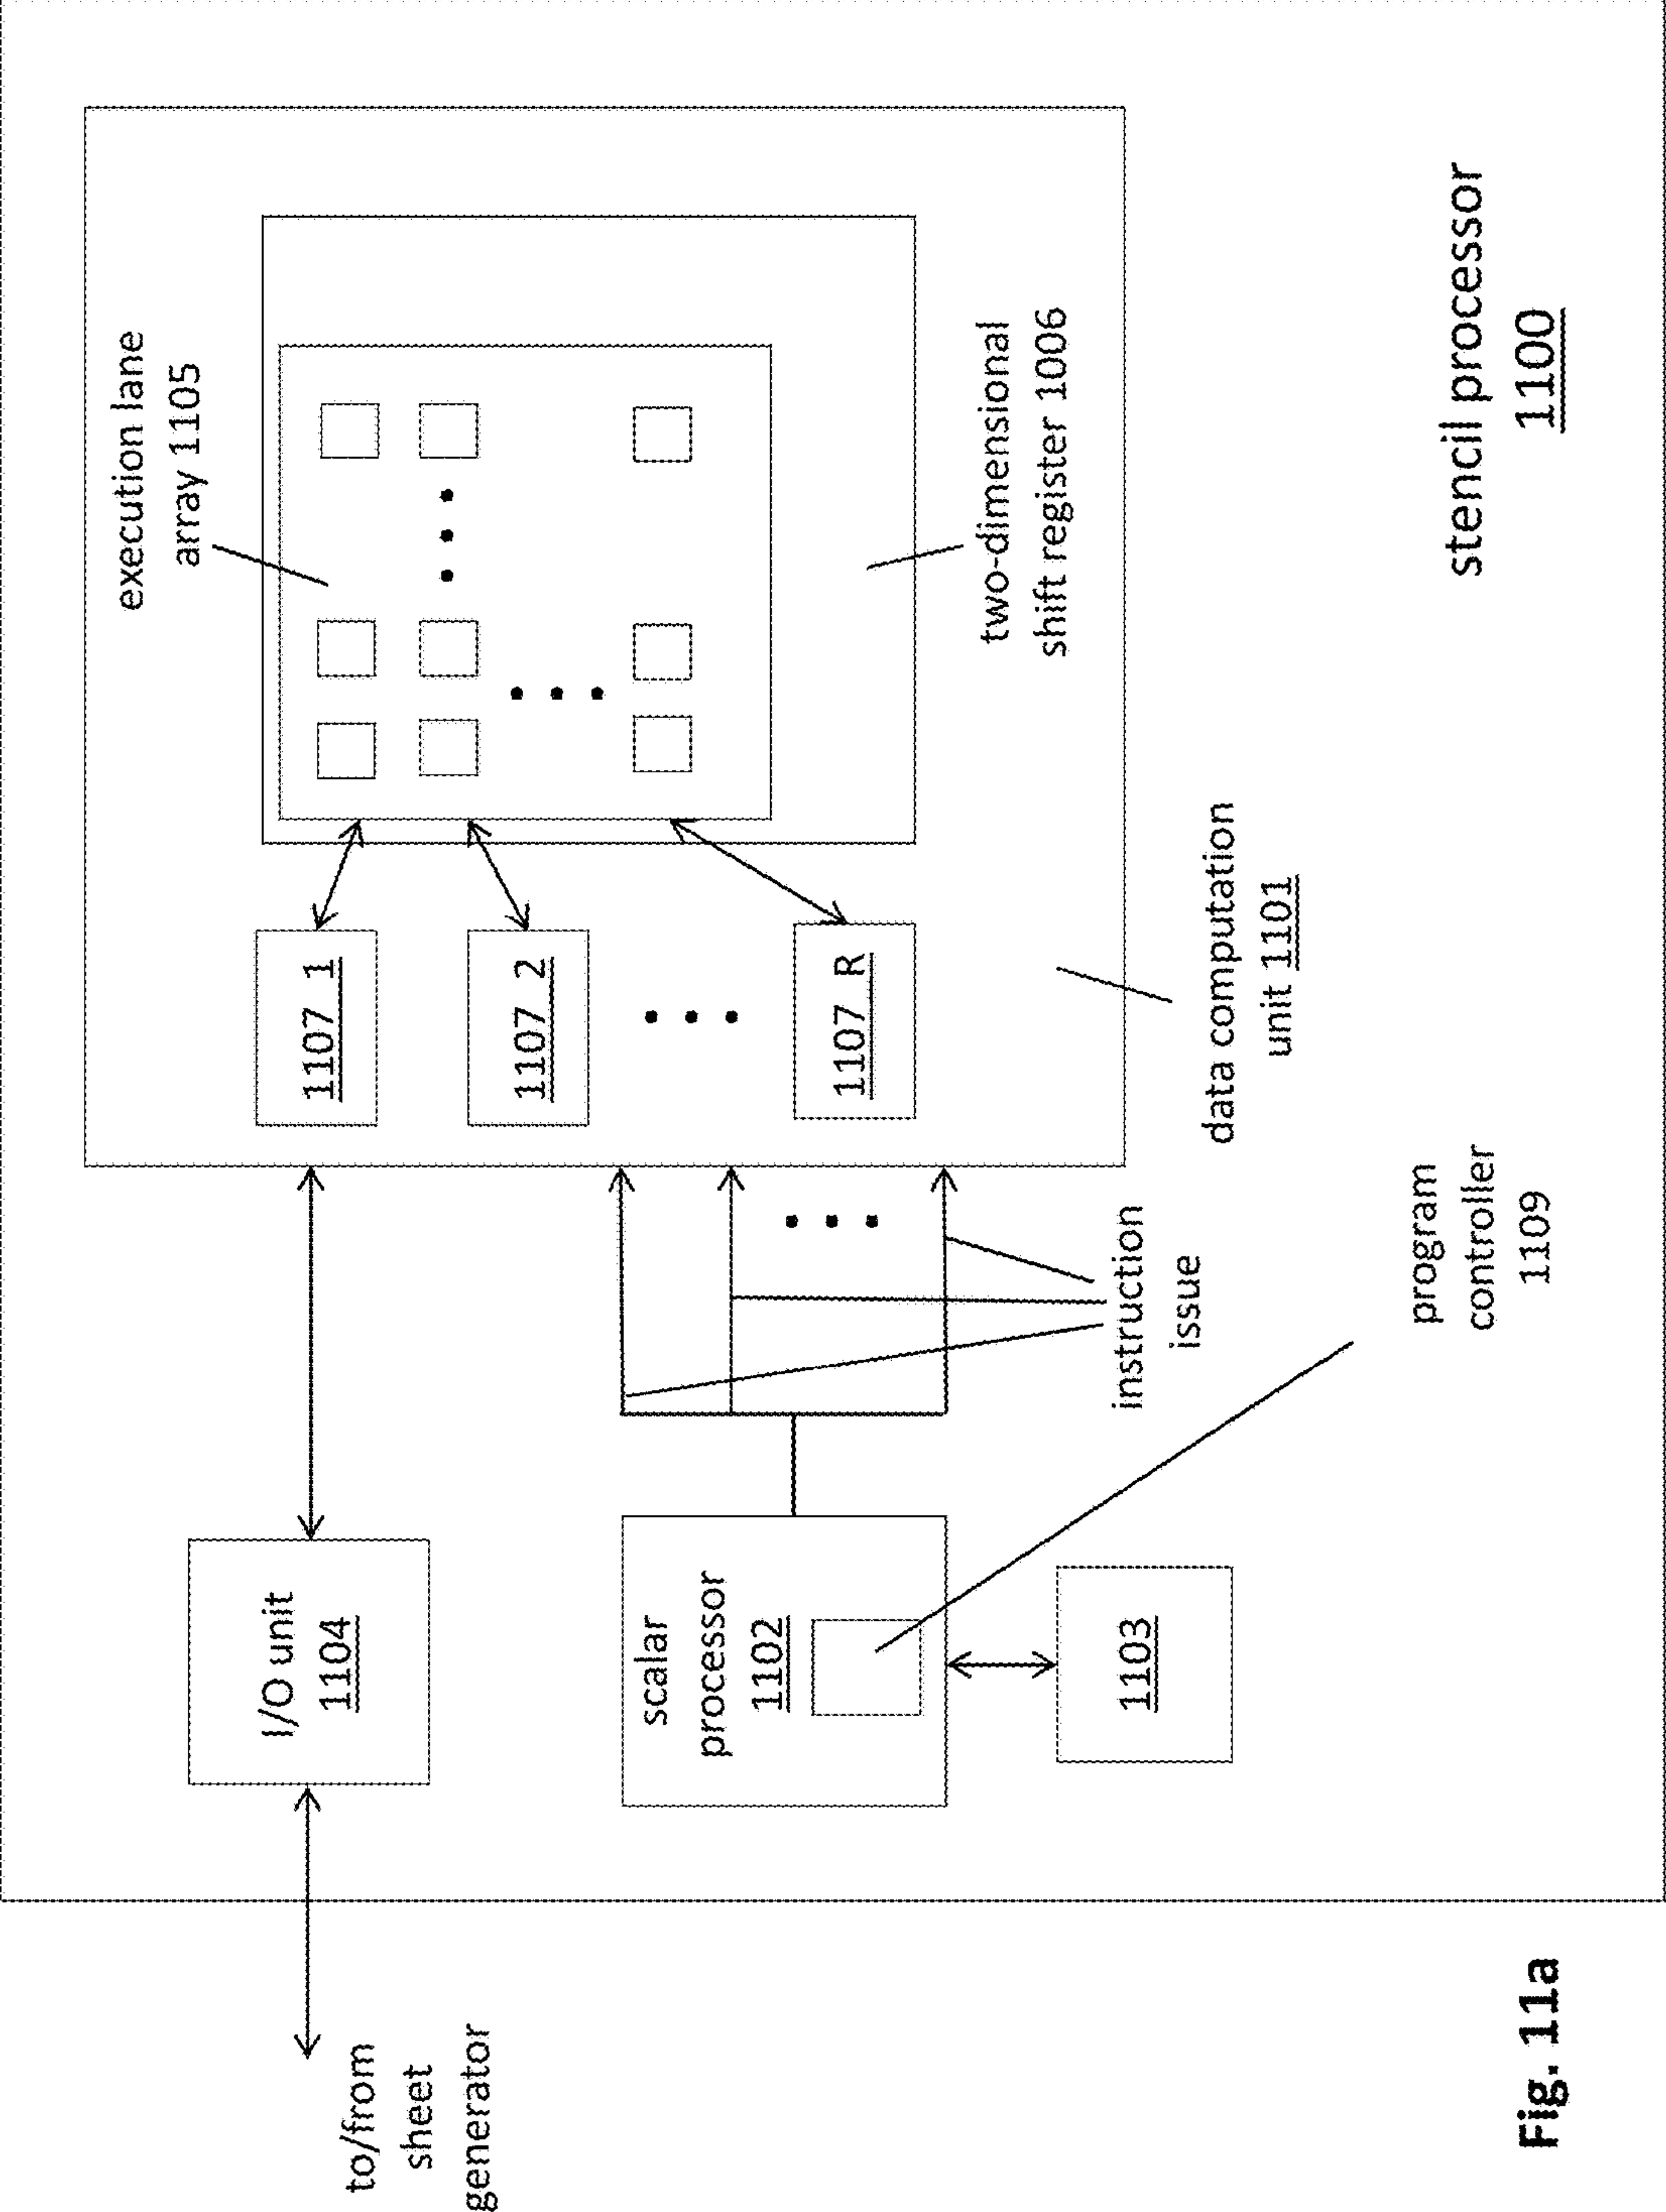 execution lane
array 1105
1107_1
1107_2
1107_R
two-dimensional
shift register 1006
data computation
unit 1101
I/O unit
1104
scalar
processor
1102
1103
instruction
issue
program
controller
1109
stencil processor
1100
to/from
sheet
generator
Fig. 11a